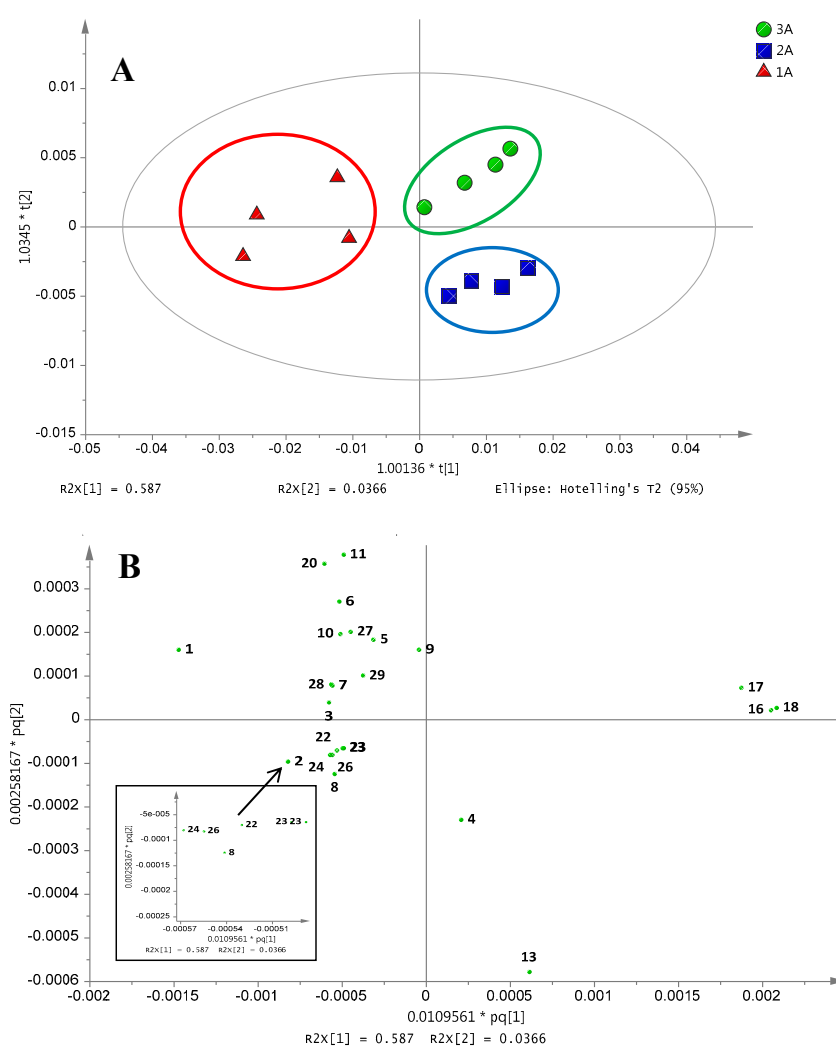 A
3A
2A
1A
0.01
0.005
0
-0.005
-0.01
-0.015
1.0345 * t[2]
-0.05 -0.04 -0.03 -0.02 -0.01 0 0.01 0.02 0.03 0.04
1.00136 * t[1]
R2X[1] = 0.587 R2X[2] = 0.0366 Ellipse: Hotelling's T2 (95%)
B
0.0003
0.0002
0.0001
0
-0.0001
-0.0002
-0.0003
-0.0004
-0.0005
-0.0006
0.00258167 * pq[2]
11
20
6
10
27
5
1
9
29
28
7
17
3
16
18
22
23
2
24
26
8
4
13
-5e-005
-0.0001
-0.00015
-0.0002
-0.00025
0.00258167 * pq[2]
24 26 22 23 23
8
-0.00057 -0.00054 -0.00051
0.0109561 * pq[1]
R2X[1] = 0.587 R2X[2] = 0.0366
-0.002 -0.0015 -0.001 -0.0005 0 0.0005 0.001 0.0015 0.002
0.0109561 * pq[1]
R2X[1] = 0.587 R2X[2] = 0.0366